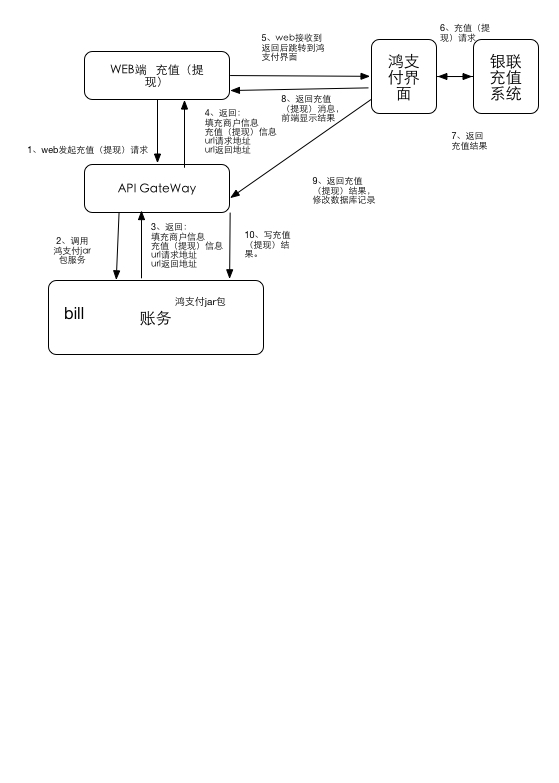 5、web接收到
返回后跳转到鸿
支付界面
6、充值（提
现）请求
WEB端  充值（提
现）
鸿支
付界
面
银联
充值
系统
8、返回充值
（提现）消息，
前端显示结果
4、返回：
填充商户信息
充值（提现）信息
url请求地址
url返回地址
7、返回
充值结果
1、web发起充值（提现）请求
API GateWay
9、返回充值
（提现）结果，
修改数据库记录
2、调用
鸿支付jar
包服务
3、返回：
填充商户信息
充值（提现）信息
url请求地址
url返回地址
10、写充值
（提现）结
果。
鸿支付jar包
bill
账务